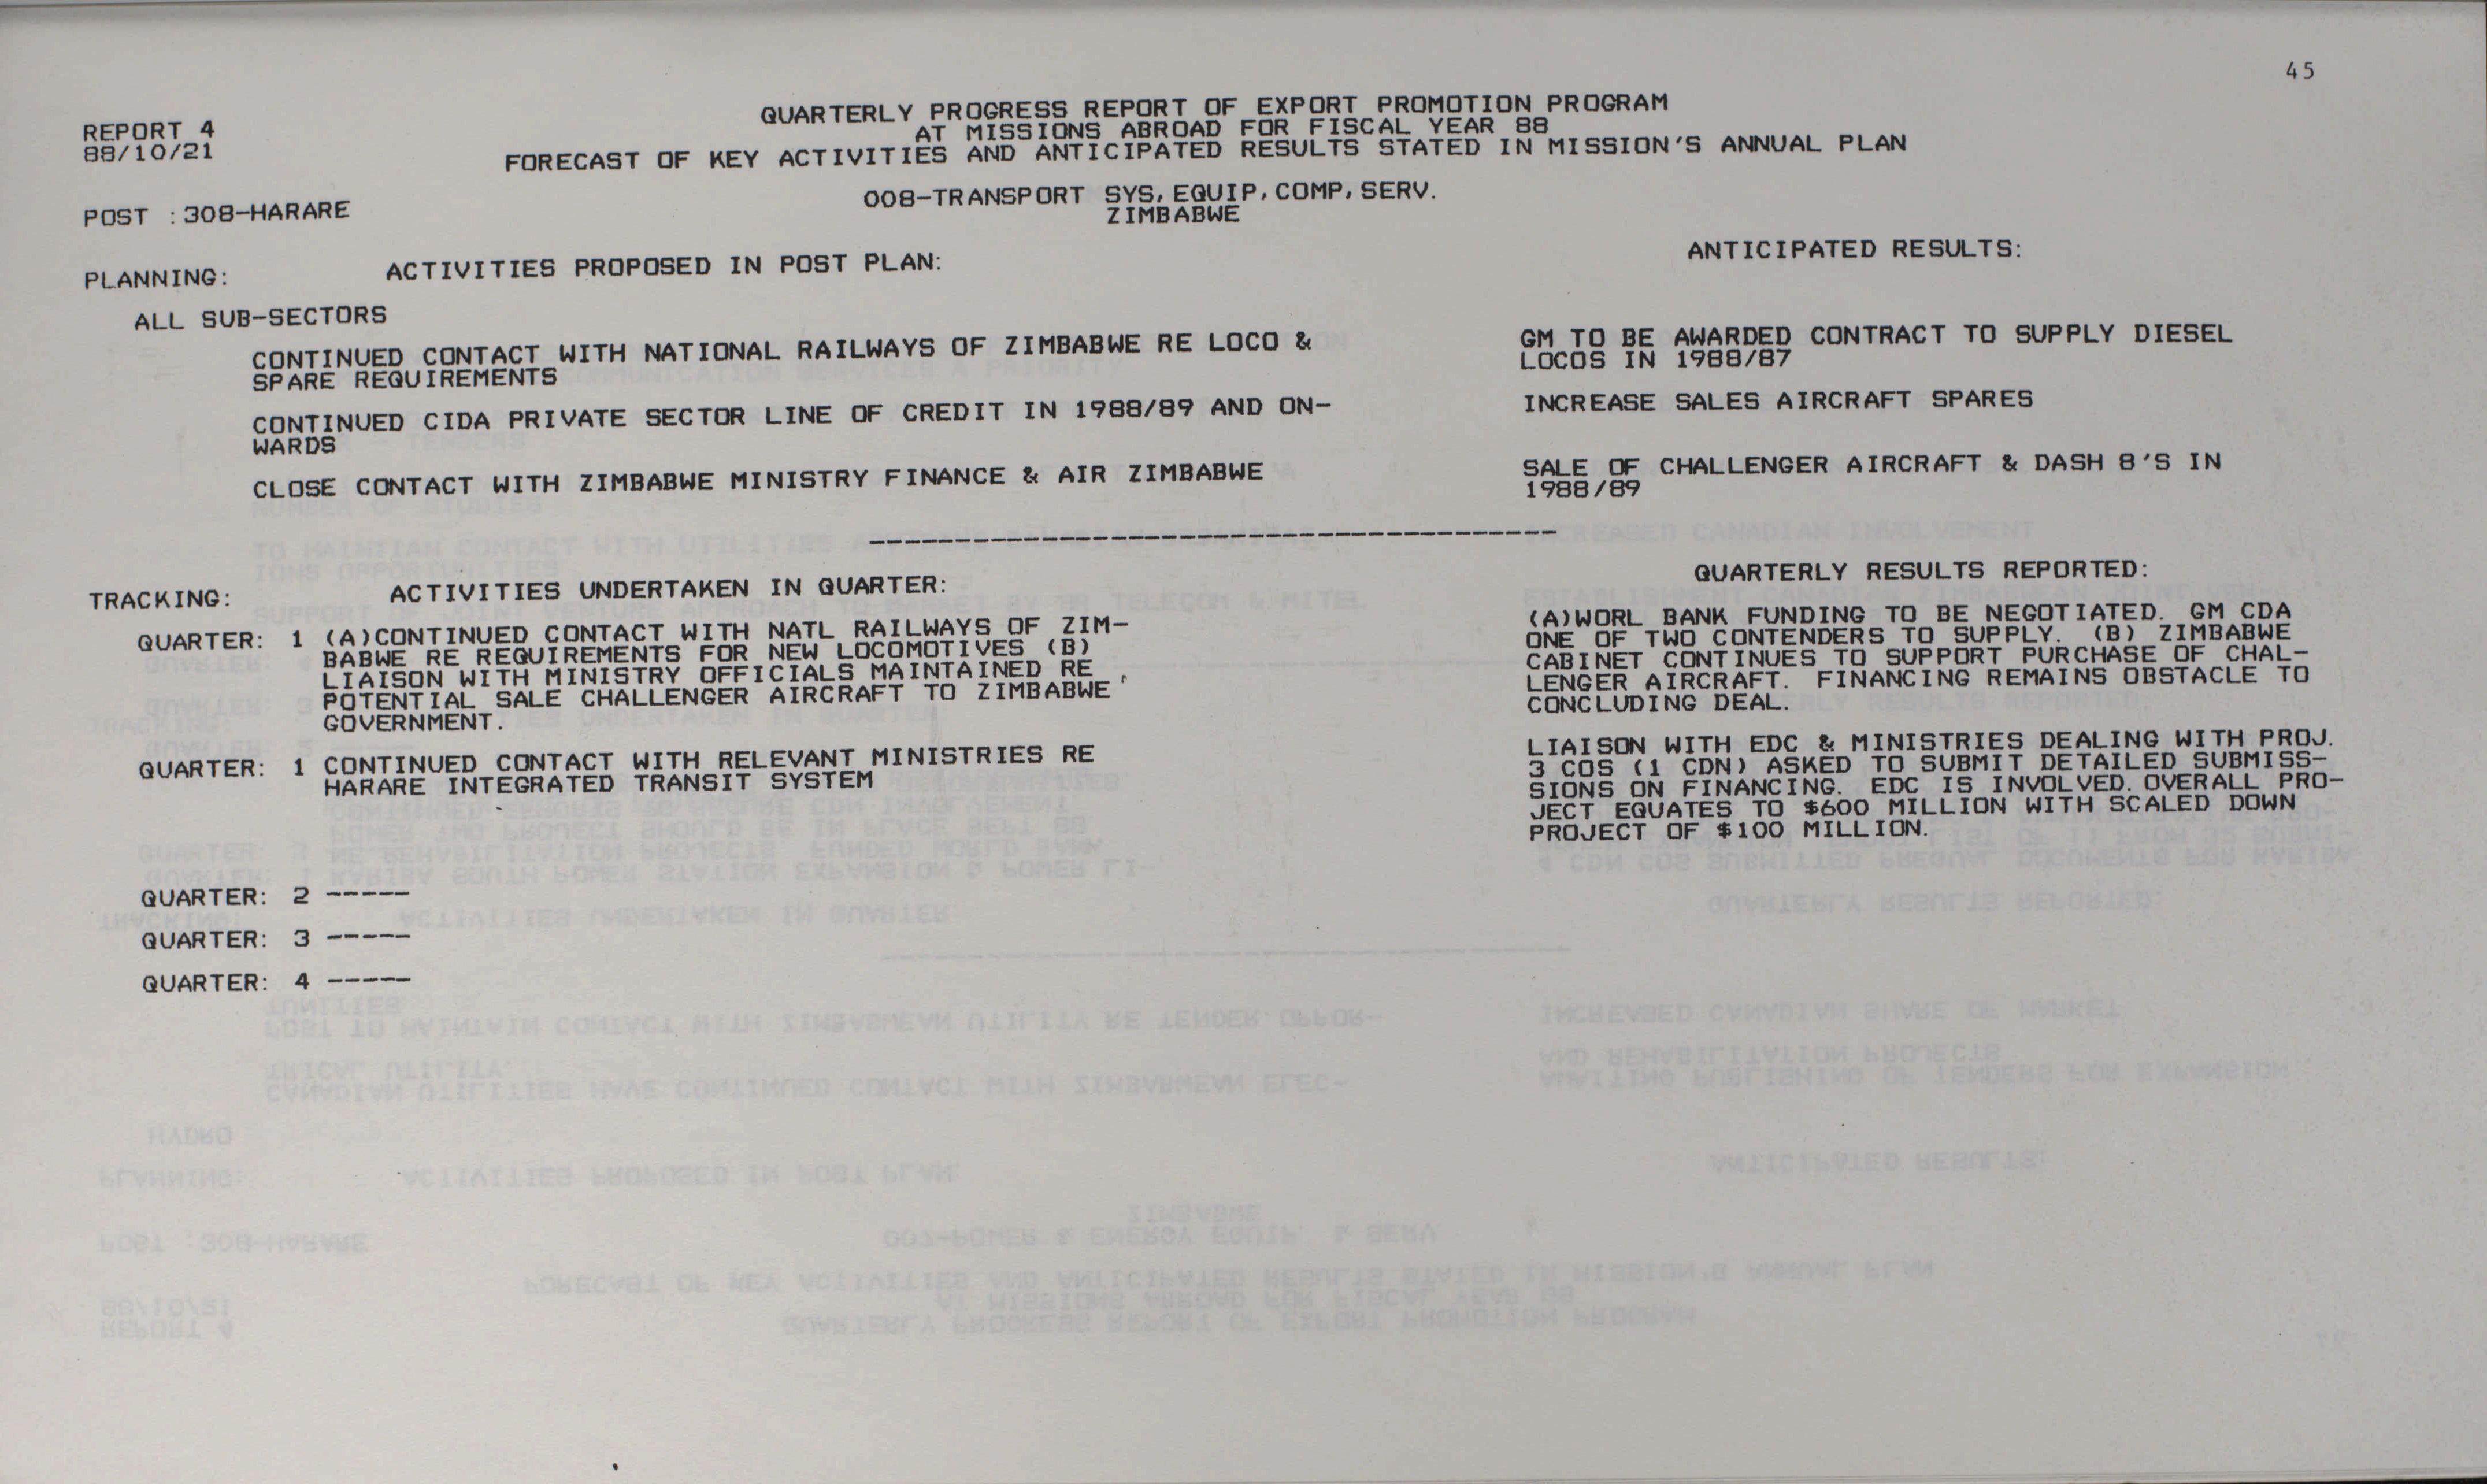 45
REPORT 4
88/10/21
QUARTERLY PROGRESS REPORT OF EXPORT PROMOTION PROGRAM
AT MISSIONS ABROAD FOR FISCAL YEAR 88
FORECAST OF KEY ACTIVITIES AND ANTICIPATED RESULTS STATED IN MISSION'S ANNUAL PLAN
POST :308-HARARE
008-TRANSPORT SYS,EQUIP,COMP,SERV.
ZIMBABWE
PLANNING:
ACTIVITIES PROPOSED IN POST PLAN:
ANTICIPATED RESULTS:
ALL SUB-SECTORS
CONTINUED CONTACT WITH NATIONAL RAILWAYS OF ZIMBABWE RE LOCO &
SPARE REQUIREMENTS
GM TO BE AWARDED CONTRACT TO SUPPLY DIESEL
LOCOS IN 1988/87
CONTINUED CIDA PRIVATE SECTOR LINE OF CREDIT IN 1988/89 AND ON-
WARDS
INCREASE SALES AIRCRAFT SPARES
CLOSE CONTACT WITH ZIMBABWE MINISTRY FINANCE & AIR ZIMBABWE
SALE OF CHALLENGER AIRCRAFT & DASH 8'S IN
1988/89
----------------------------------------
TRACKING:
ACTIVITIES UNDERTAKEN IN QUARTER:
QUARTERLY RESULTS REPORTED:
QUARTER: 1 (A)CONTINUED CONTACT WITH NATL RAILWAYS OF ZIM-
BABWE RE REQUIREMENTS FOR NEW LOCOMOTIVES (B)
LIAISON WITH MINISTRY OFFICIALS MAINTAINED RE
POTENTIAL SALE CHALLENGER AIRCRAFT TO ZIMBABWE
GOVERNMENT.
(A)WORL BANK FUNDING TO BE NEGOTIATED. GM CDA
ONE OF TWO CONTENDERS TO SUPPLY. (B) ZIMBABWE
CABINET CONTINUES TO SUPPORT PURCHASE OF CHAL-
LENGER AIRCRAFT. FINANCING REMAINS OBSTACLE TO
CONCLUDING DEAL.
QUARTER: 1 CONTINUED CONTACT WITH RELEVANT MINISTRIES RE
HARARE INTEGRATED TRANSIT SYSTEM
LIAISON WITH EDC & MINISTRIES DEALING WITH PROJ.
3 COS (1 CDN) ASKED TO SUBMIT DETAILED SUBMISS-
SIONS ON FINANCING. EDC IS INVOLVED. OVERALL PRO-
JECT EQUATES TO $600 MILLION WITH SCALED DOWN
PROJECT OF $100 MILLION.
QUARTER: 2 -----
QUARTER: 3 -----
QUARTER: 4 -----